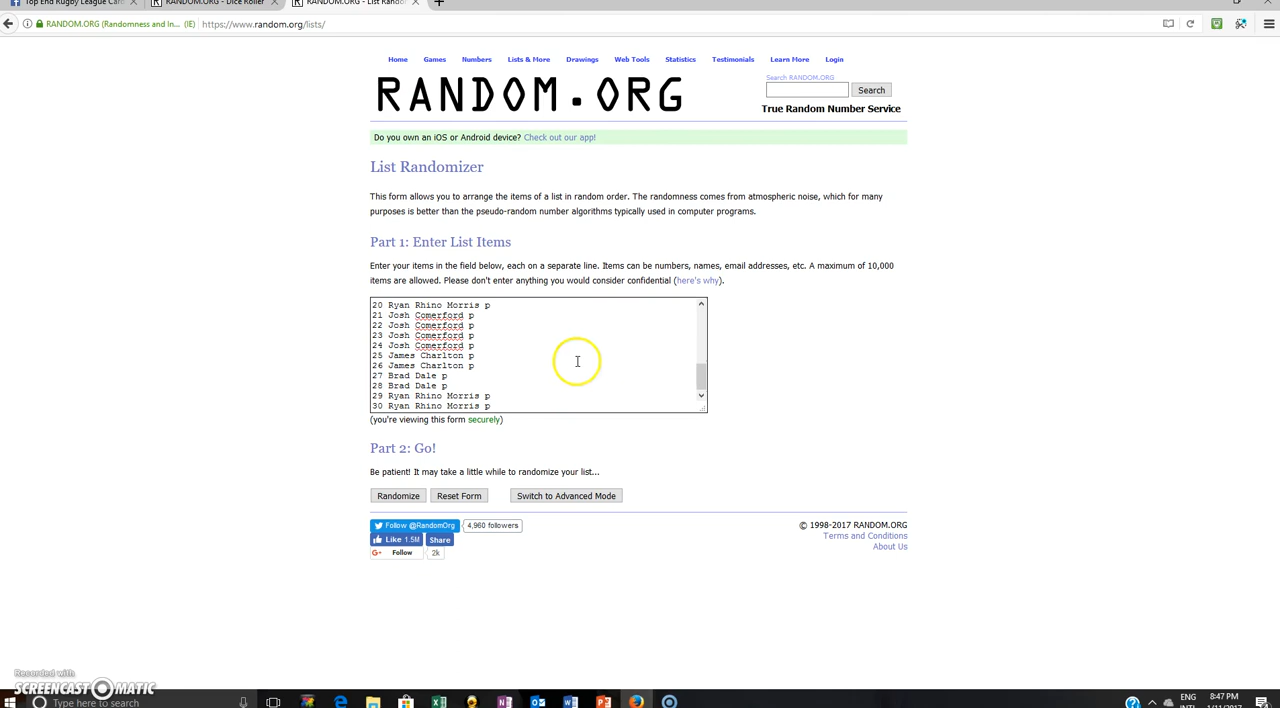 Top End Rugby League Card
RANDOM.ORG - Dice Roller
RANDOM.ORG - List Rando
RANDOM.ORG (Randomness and In... (IE)
https://www.random.org/lists/
Home Games Numbers Lists & More Drawings Web Tools Statistics Testimonials Learn More Login
RANDOM.ORG
Search RANDOM.ORG
Search
True Random Number Service
Do you own an iOS or Android device? Check out our app!
List Randomizer
This form allows you to arrange the items of a list in random order. The randomness comes from atmospheric noise, which for many
purposes is better than the pseudo-random number algorithms typically used in computer programs.
Part 1: Enter List Items
Enter your items in the field below, each on a separate line. Items can be numbers, names, email addresses, etc. A maximum of 10,000
items are allowed. Please don't enter anything you would consider confidential (here's why).
20 Ryan Rhino Morris p
21 Josh Comerford p
22 Josh Comerford p
23 Josh Comerford p
24 Josh Comerford p
25 James Charlton p
26 James Charlton p
27 Brad Dale p
28 Brad Dale p
29 Ryan Rhino Morris p
30 Ryan Rhino Morris p
(you're viewing this form securely)
Part 2: Go!
Be patient! It may take a little while to randomize your list...
Randomize Reset Form Switch to Advanced Mode
Follow @RandomOrg 4,960 followers
Like 1.5M Share
G+ Follow 2k
© 1998-2017 RANDOM.ORG
Terms and Conditions
About Us
Recorded with
SCREENCAST-O-MATIC
Type here to search
ENG
INTL
8:47 PM
1/11/2017